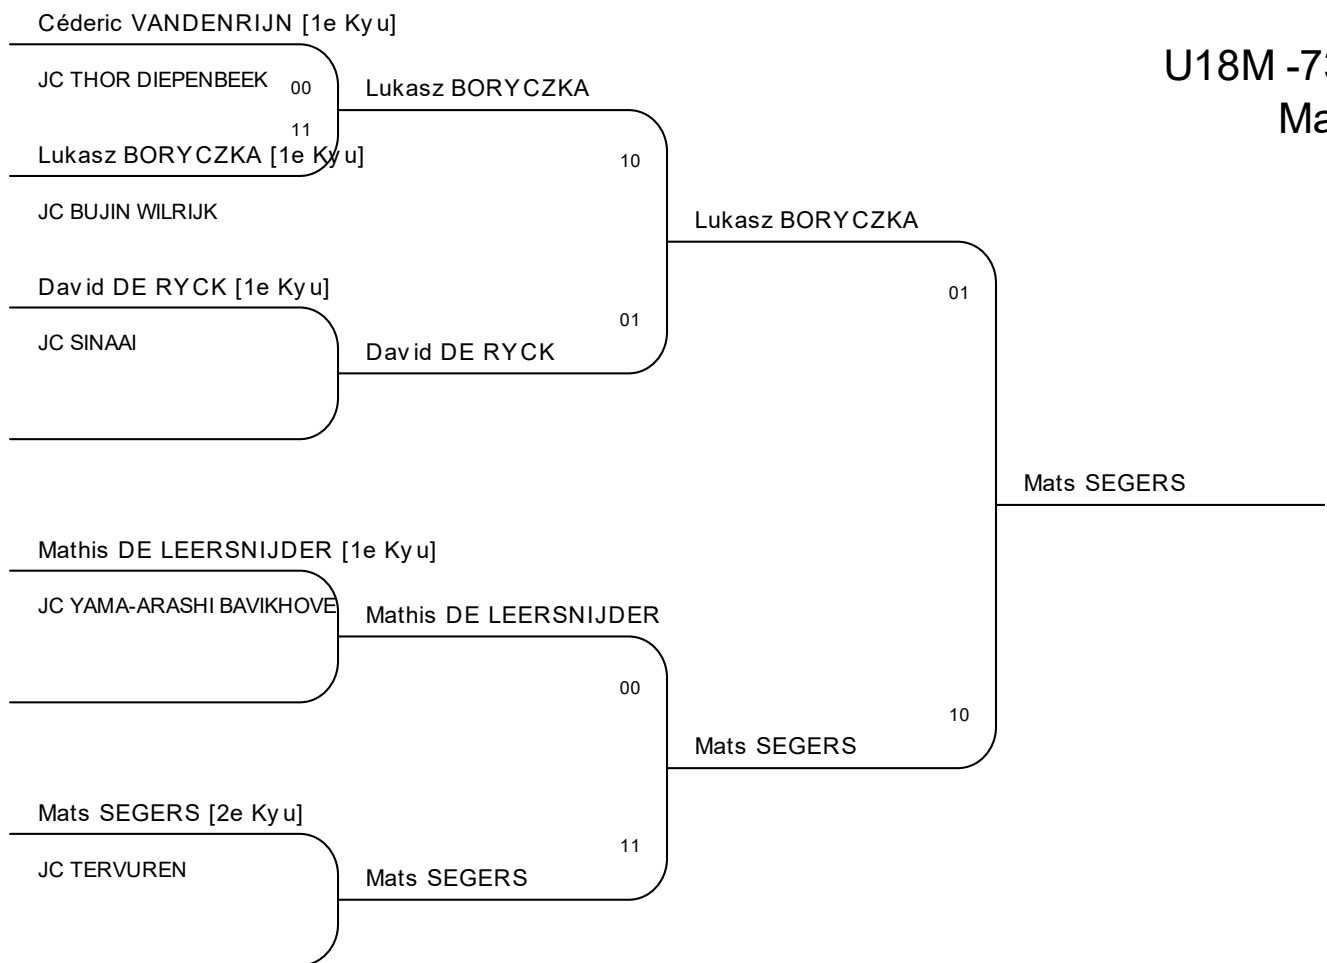 Céderic VANDENRIJN [1e Kyu]
U18M -73
Ma
JC THOR DIEPENBEEK
00
Lukasz BORYCZKA
11
Lukasz BORYCZKA [1e Kyu]
10
JC BUJIN WILRIJK
Lukasz BORYCZKA
David DE RYCK [1e Kyu]
01
01
JC SINAAI
David DE RYCK
Mats SEGERS
Mathis DE LEERSNIJDER [1e Kyu]
JC YAMA-ARASHI BAVIKHOVE
Mathis DE LEERSNIJDER
00
10
Mats SEGERS
Mats SEGERS [2e Kyu]
11
JC TERVUREN
Mats SEGERS